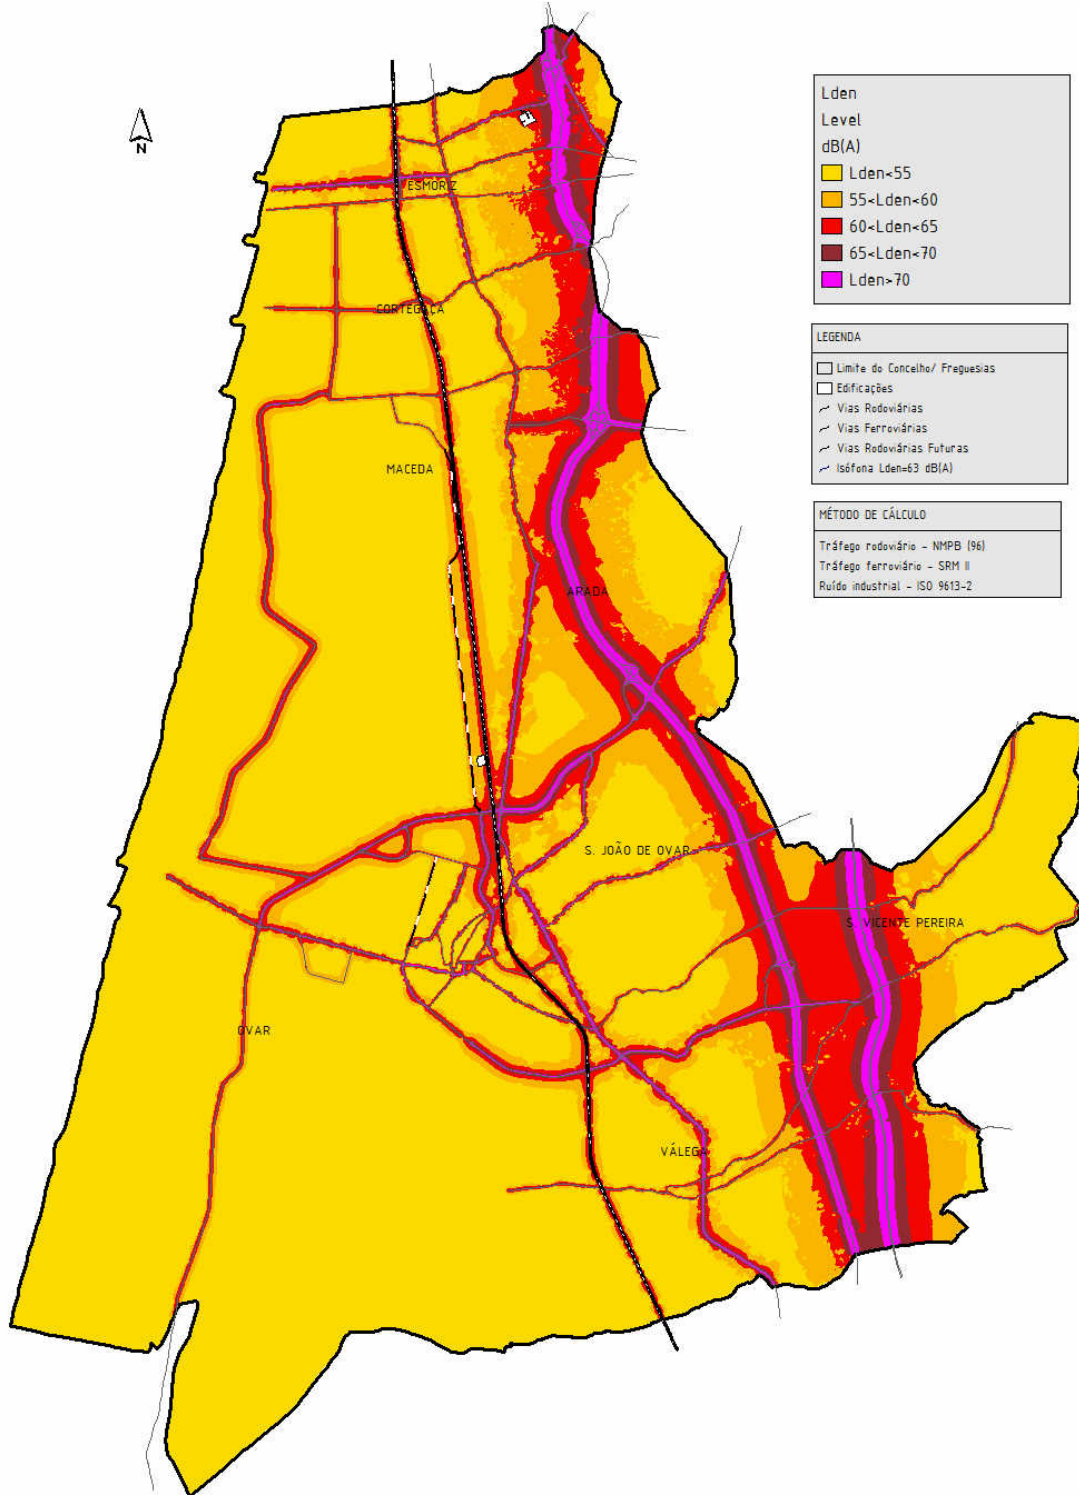 N
Lden
Level
dB(A)
Lden<55
55<Lden<60
60<Lden<65
65<Lden<70
Lden>70
LEGENDA
Limite do Concelho/ Freguesias
Edificações
Vias Rodoviárias
Vias Ferroviárias
Vias Rodoviárias Futuras
Isófona Lden=63 dB(A)
MÉTODO DE CÁLCULO
Tráfego rodoviário - NMPB (96)
Tráfego ferroviário - SRM II
Ruído industrial - ISO 9613-2
ESMORIZ
CORTEGAÇA
MACEDA
ARADA
S. JOÃO DE OVAR
S. VICENTE PEREIRA
OVAR
VÁLEGA